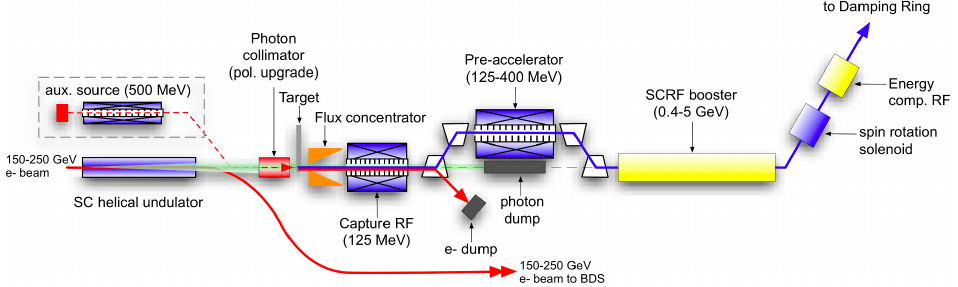 to Damping Ring
Photon
collimator
(pol. upgrade)
Pre-accelerator
(125-400 MeV)
aux. source (500 MeV)
Target
Flux concentrator
SCRF booster
(0.4-5 GeV)
Energy
comp. RF
spin rotation
solenoid
150-250 GeV
e- beam
SC helical undulator
Capture RF
(125 MeV)
photon
dump
e- dump
150-250 GeV
e- beam to BDS